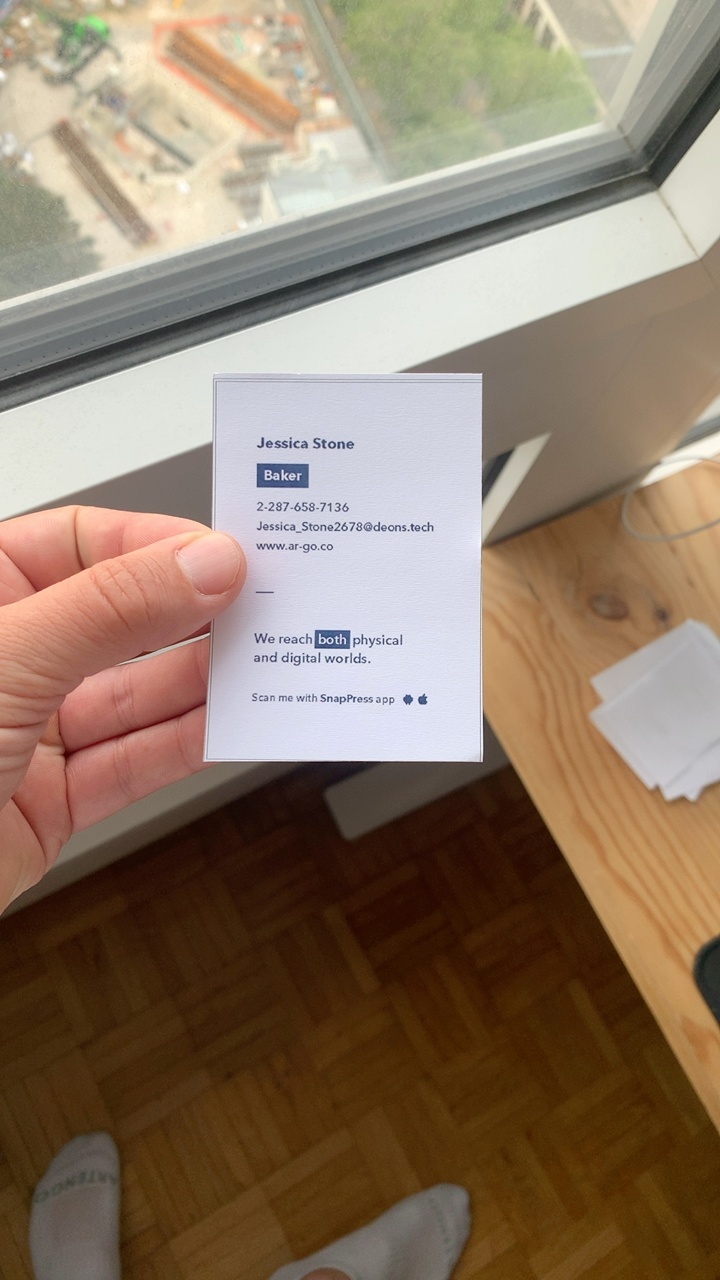 Jessica Stone
Baker
2-287-658-7136
Jessica_Stone2678@deons.tech
www.ar-go.co
We reach both physical
and digital worlds.
Scan me with SnapPress app
ARTENGO